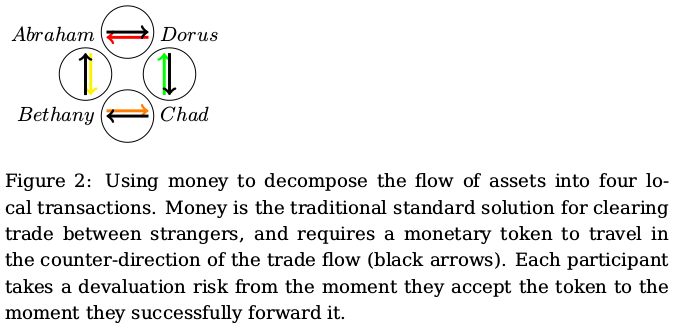 Abraham Dorus
Bethany Chad
Figure 2: Using money to decompose the flow of assets into four lo-
cal transactions. Money is the traditional standard solution for clearing
trade between strangers, and requires a monetary token to travel in
the counter-direction of the trade flow (black arrows). Each participant
takes a devaluation risk from the moment they accept the token to the
moment they successfully forward it.